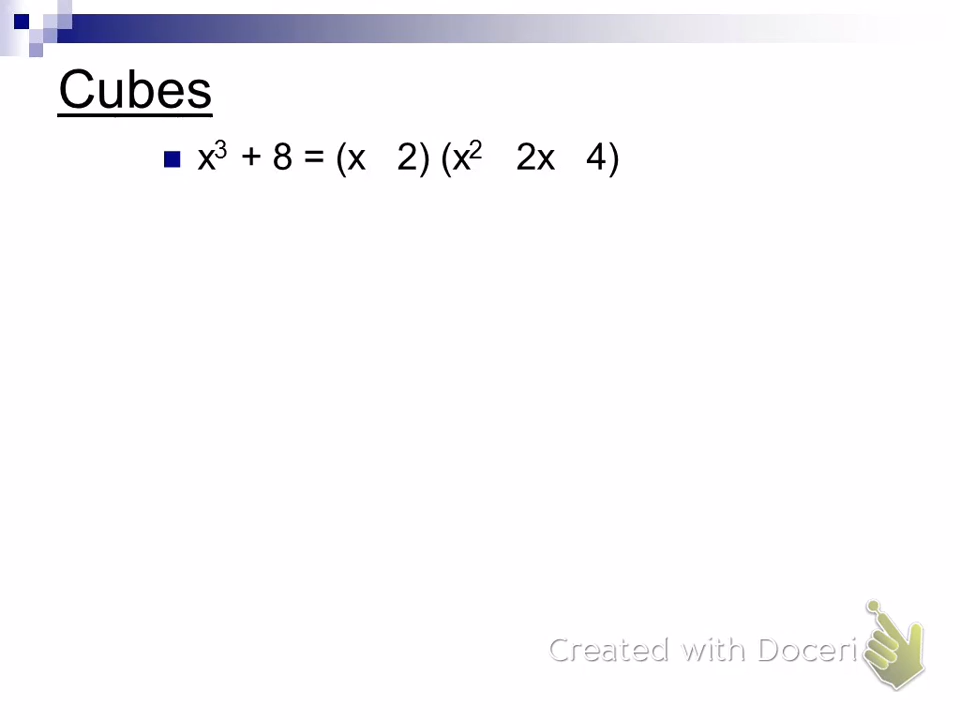 Cubes
x³ + 8 = (x 2) (x² 2x 4)
Created with Doceri